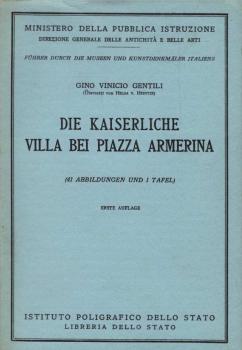 MINISTERO DELLA PUBBLICA ISTRUZIONE
DIREZIONE GENERALE DELLE ANTICHITÀ E BELLE ARTI
FÜHRER DURCH DIE MUSEEN UND KUNSTDENKMÄLER ITALIENS
GINO VINICIO GENTILI
DIE KAISERLICHE
VILLA BEI PIAZZA ARMERINA
(41 ABBILDUNGEN UND 1 TAFEL)
ERSTE AUFLAGE
ISTITUTO POLIGRAFICO DELLO STATO
LIBRERIA DELLO STATO